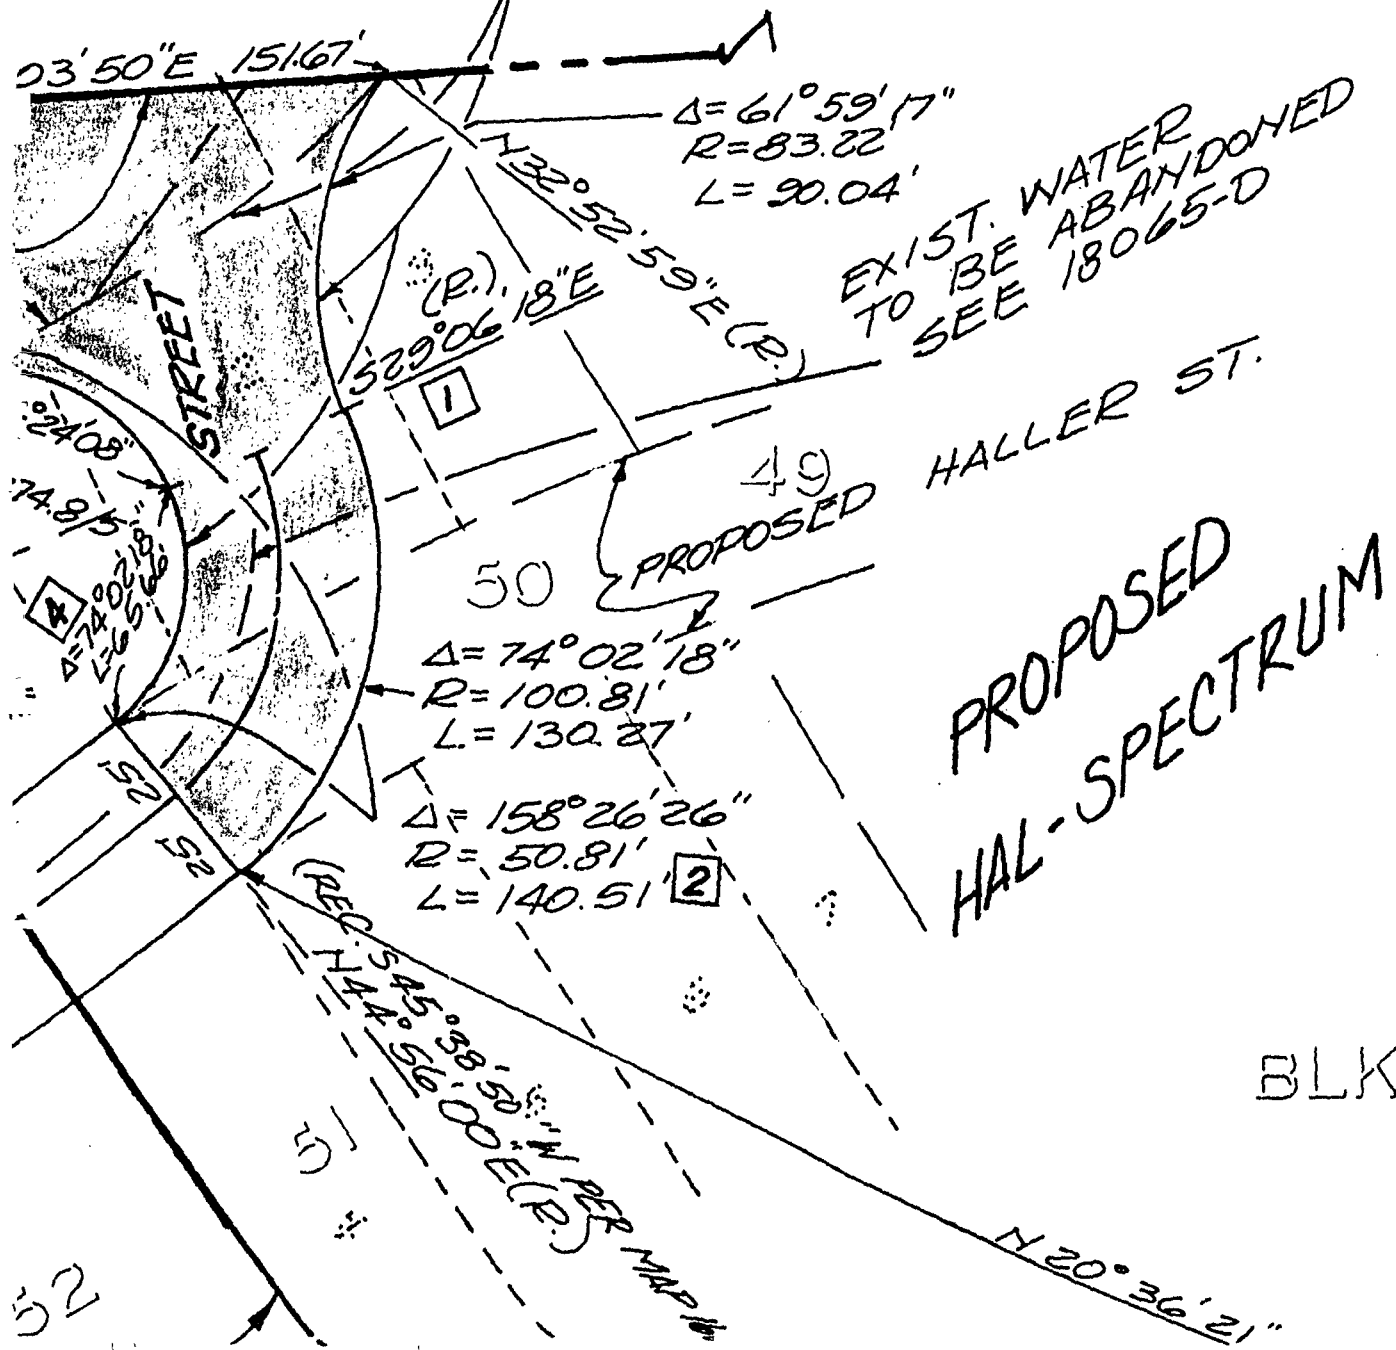 03'50"E 151.67'
Δ= 61°59'17"
R=83.22'
L= 90.04'
N32°52'59"E (R.)
EXIST. WATER
TO BE ABANDONED
SEE 18065-D
(R.)
S29°06'18"E
1
STREET
°24'08"
74.815'
4
Δ=74°02'18"
L=65.66'
49
PROPOSED HALLER ST.
50
Δ= 74°02'18"
R= 100.81'
L= 130.27'
PROPOSED
HAL-SPECTRUM
25
25
Δ= 158°26'26"
R= 50.81'
L= 140.51'
2
7
(REC. S45°38'50"W PER MAP
N44°56'00"E(R.)
BLK
51
52
N20°36'21"